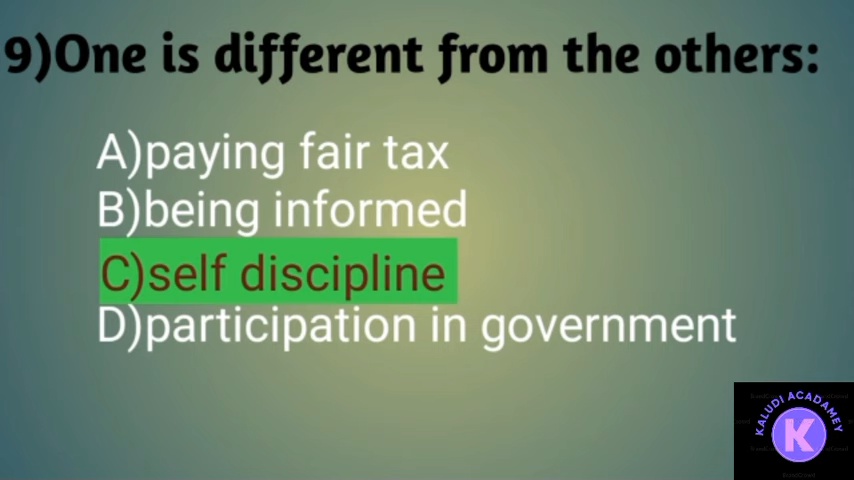 9)One is different from the others:
A)paying fair tax
B)being informed
C)self discipline
D)participation in government
KALUDI ACADAMEY
K